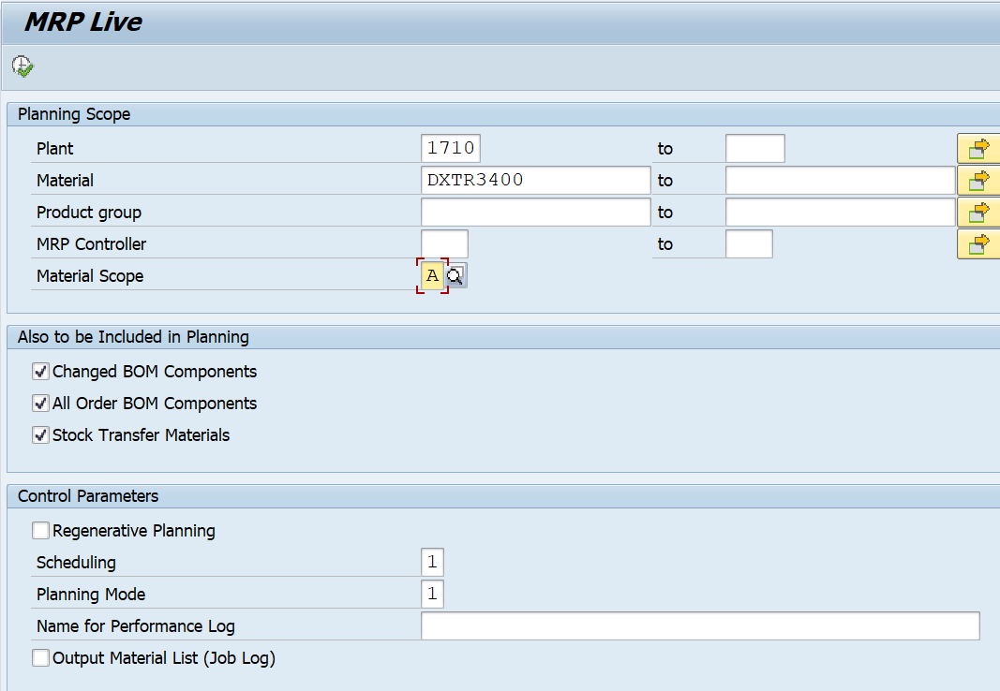 MRP Live
Planning Scope
Plant 1710 to
Material DXTR3400 to
Product group to
MRP Controller to
Material Scope A
Also to be Included in Planning
Changed BOM Components
All Order BOM Components
Stock Transfer Materials
Control Parameters
Regenerative Planning
Scheduling 1
Planning Mode 1
Name for Performance Log
Output Material List (Job Log)